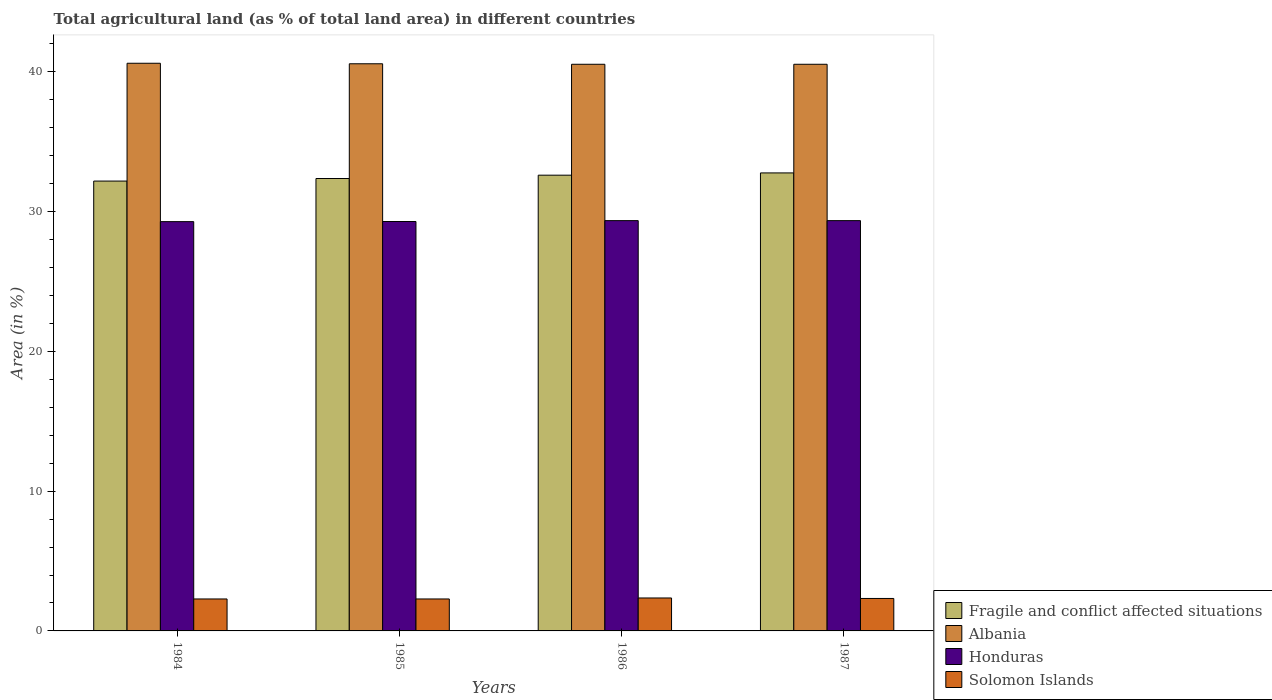 Total agricultural land (as % of total land area) in different countries
Area (in %)
40
30
20
10
0
1984
1985
1986
1987
Years
Fragile and conflict affected situations
Albania
Honduras
Solomon Islands